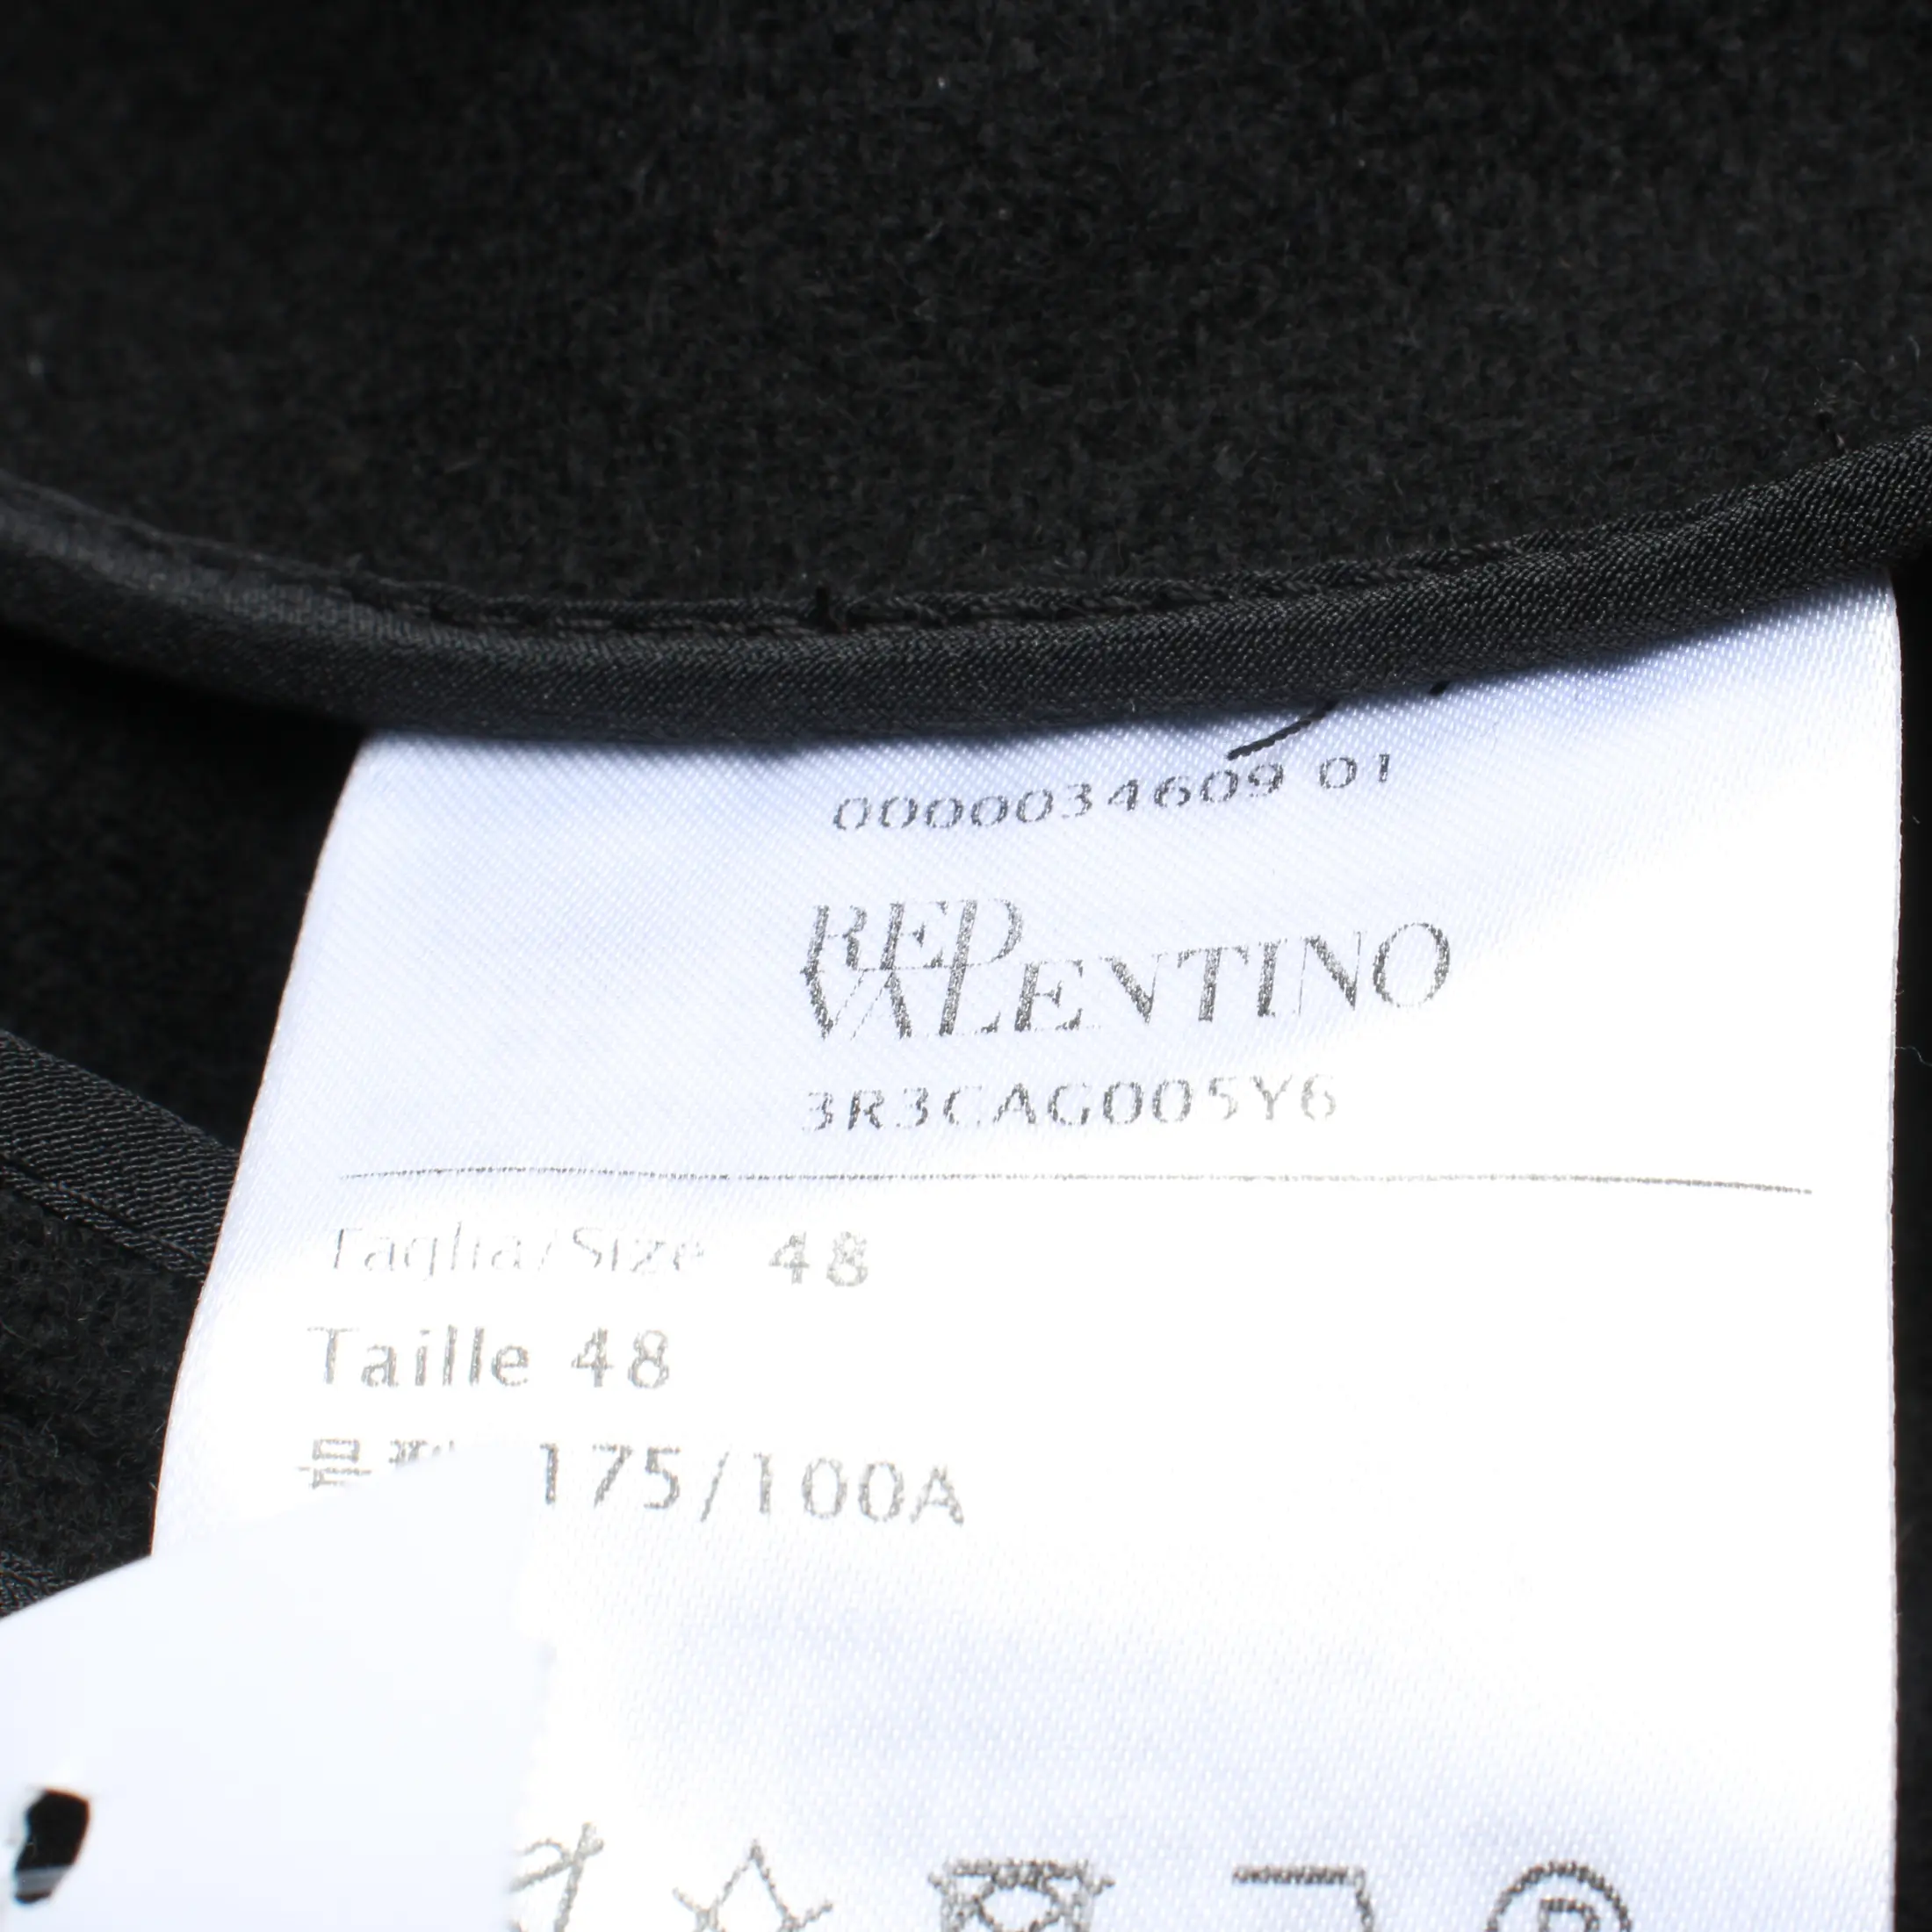 0000034609 01
RED
VALENTINO
3R3CAG005Y6
Taglia/Size 48
Taille 48
175/100A
P